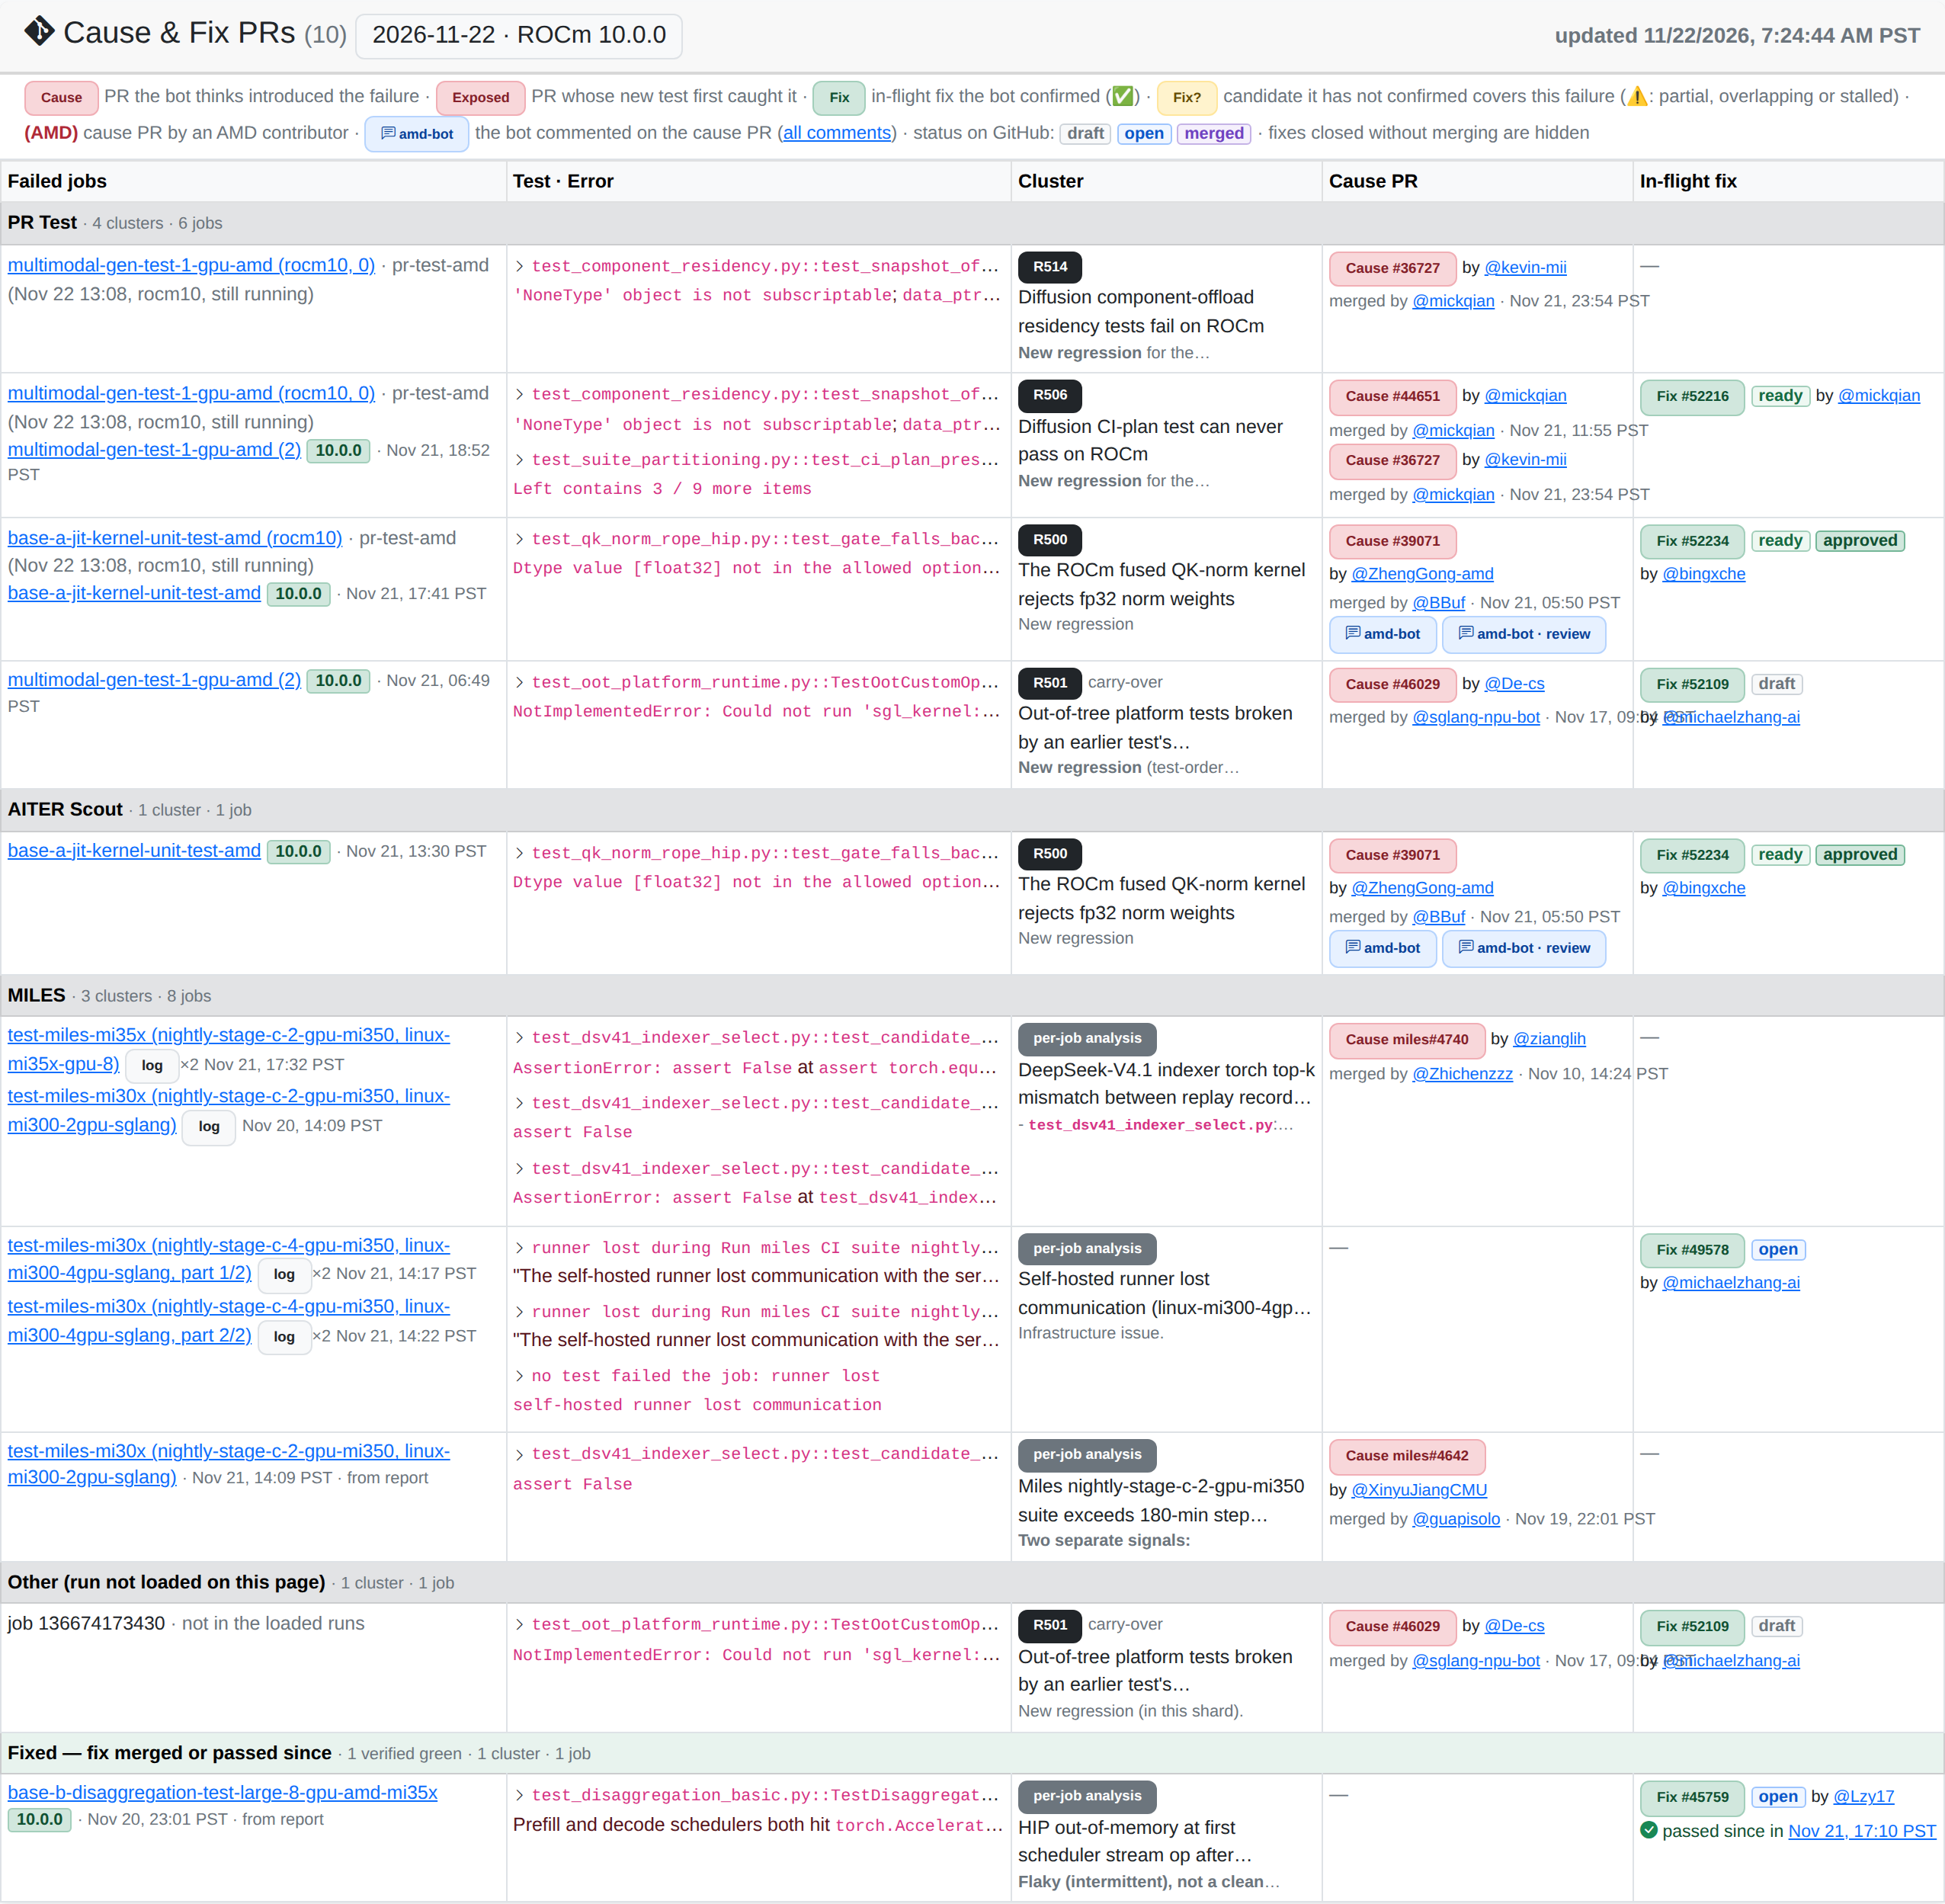 Cause & Fix PRs (10) 2026-11-22 · ROCm 10.0.0
updated 11/22/2026, 7:24:44 AM PST
Cause PR the bot thinks introduced the failure · Exposed PR whose new test first caught it · Fix in-flight fix the bot confirmed (✅) · Fix? candidate it has not confirmed covers this failure (⚠️: partial, overlapping or stalled) ·
(AMD) cause PR by an AMD contributor · amd-bot the bot commented on the cause PR (all comments) · status on GitHub: draft open merged · fixes closed without merging are hidden
Failed jobs
Test · Error
Cluster
Cause PR
In-flight fix
PR Test · 4 clusters · 6 jobs
multimodal-gen-test-1-gpu-amd (rocm10, 0) · pr-test-amd
(Nov 22 13:08, rocm10, still running)
test_component_residency.py::test_snapshot_of…
'NoneType' object is not subscriptable; data_ptr…
R514
Diffusion component-offload
residency tests fail on ROCm
New regression for the…
Cause #36727 by @kevin-mii
merged by @mickqian · Nov 21, 23:54 PST
—
multimodal-gen-test-1-gpu-amd (rocm10, 0) · pr-test-amd
(Nov 22 13:08, rocm10, still running)
multimodal-gen-test-1-gpu-amd (2) 10.0.0 · Nov 21, 18:52
PST
test_component_residency.py::test_snapshot_of…
'NoneType' object is not subscriptable; data_ptr…
test_suite_partitioning.py::test_ci_plan_pres…
Left contains 3 / 9 more items
R506
Diffusion CI-plan test can never
pass on ROCm
New regression for the…
Cause #44651 by @mickqian
merged by @mickqian · Nov 21, 11:55 PST
Cause #36727 by @kevin-mii
merged by @mickqian · Nov 21, 23:54 PST
Fix #52216 ready by @mickqian
base-a-jit-kernel-unit-test-amd (rocm10) · pr-test-amd
(Nov 22 13:08, rocm10, still running)
base-a-jit-kernel-unit-test-amd 10.0.0 · Nov 21, 17:41 PST
test_qk_norm_rope_hip.py::test_gate_falls_bac…
Dtype value [float32] not in the allowed option…
R500
The ROCm fused QK-norm kernel
rejects fp32 norm weights
New regression
Cause #39071
by @ZhengGong-amd
merged by @BBuf · Nov 21, 05:50 PST
amd-bot amd-bot · review
Fix #52234 ready approved
by @bingxche
multimodal-gen-test-1-gpu-amd (2) 10.0.0 · Nov 21, 06:49
PST
test_oot_platform_runtime.py::TestOotCustomOp…
NotImplementedError: Could not run 'sgl_kernel:…
R501 carry-over
Out-of-tree platform tests broken
by an earlier test's…
New regression (test-order…
Cause #46029 by @De-cs
merged by @sglang-npu-bot · Nov 17, 09:04 PST
Fix #52109 draft
by @michaelzhang-ai
AITER Scout · 1 cluster · 1 job
base-a-jit-kernel-unit-test-amd 10.0.0 · Nov 21, 13:30 PST
test_qk_norm_rope_hip.py::test_gate_falls_bac…
Dtype value [float32] not in the allowed option…
R500
The ROCm fused QK-norm kernel
rejects fp32 norm weights
New regression
Cause #39071
by @ZhengGong-amd
merged by @BBuf · Nov 21, 05:50 PST
amd-bot amd-bot · review
Fix #52234 ready approved
by @bingxche
MILES · 3 clusters · 8 jobs
test-miles-mi35x (nightly-stage-c-2-gpu-mi350, linux-
mi35x-gpu-8) log ×2 Nov 21, 17:32 PST
test-miles-mi30x (nightly-stage-c-2-gpu-mi350, linux-
mi300-2gpu-sglang) log Nov 20, 14:09 PST
test_dsv41_indexer_select.py::test_candidate_…
AssertionError: assert False at assert torch.equ…
test_dsv41_indexer_select.py::test_candidate_…
assert False
test_dsv41_indexer_select.py::test_candidate_…
AssertionError: assert False at test_dsv41_index…
per-job analysis
DeepSeek-V4.1 indexer torch top-k
mismatch between replay record…
- test_dsv41_indexer_select.py:…
Cause miles#4740 by @zianglih
merged by @Zhichenzzz · Nov 10, 14:24 PST
—
test-miles-mi30x (nightly-stage-c-4-gpu-mi350, linux-
mi300-4gpu-sglang, part 1/2) log ×2 Nov 21, 14:17 PST
test-miles-mi30x (nightly-stage-c-4-gpu-mi350, linux-
mi300-4gpu-sglang, part 2/2) log ×2 Nov 21, 14:22 PST
runner lost during Run miles CI suite nightly…
"The self-hosted runner lost communication with the ser…
runner lost during Run miles CI suite nightly…
"The self-hosted runner lost communication with the ser…
no test failed the job: runner lost
self-hosted runner lost communication
per-job analysis
Self-hosted runner lost
communication (linux-mi300-4gp…
Infrastructure issue.
—
Fix #49578 open
by @michaelzhang-ai
test-miles-mi30x (nightly-stage-c-2-gpu-mi350, linux-
mi300-2gpu-sglang) · Nov 21, 14:09 PST · from report
test_dsv41_indexer_select.py::test_candidate_…
assert False
per-job analysis
Miles nightly-stage-c-2-gpu-mi350
suite exceeds 180-min step…
Two separate signals:
Cause miles#4642
by @XinyuJiangCMU
merged by @guapisolo · Nov 19, 22:01 PST
—
Other (run not loaded on this page) · 1 cluster · 1 job
job 136674173430 · not in the loaded runs
test_oot_platform_runtime.py::TestOotCustomOp…
NotImplementedError: Could not run 'sgl_kernel:…
R501 carry-over
Out-of-tree platform tests broken
by an earlier test's…
New regression (in this shard).
Cause #46029 by @De-cs
merged by @sglang-npu-bot · Nov 17, 09:04 PST
Fix #52109 draft
by @michaelzhang-ai
Fixed — fix merged or passed since · 1 verified green · 1 cluster · 1 job
base-b-disaggregation-test-large-8-gpu-amd-mi35x
10.0.0 · Nov 20, 23:01 PST · from report
test_disaggregation_basic.py::TestDisaggregat…
Prefill and decode schedulers both hit torch.Accelerat…
per-job analysis
HIP out-of-memory at first
scheduler stream op after…
Flaky (intermittent), not a clean…
—
Fix #45759 open by @Lzy17
passed since in Nov 21, 17:10 PST